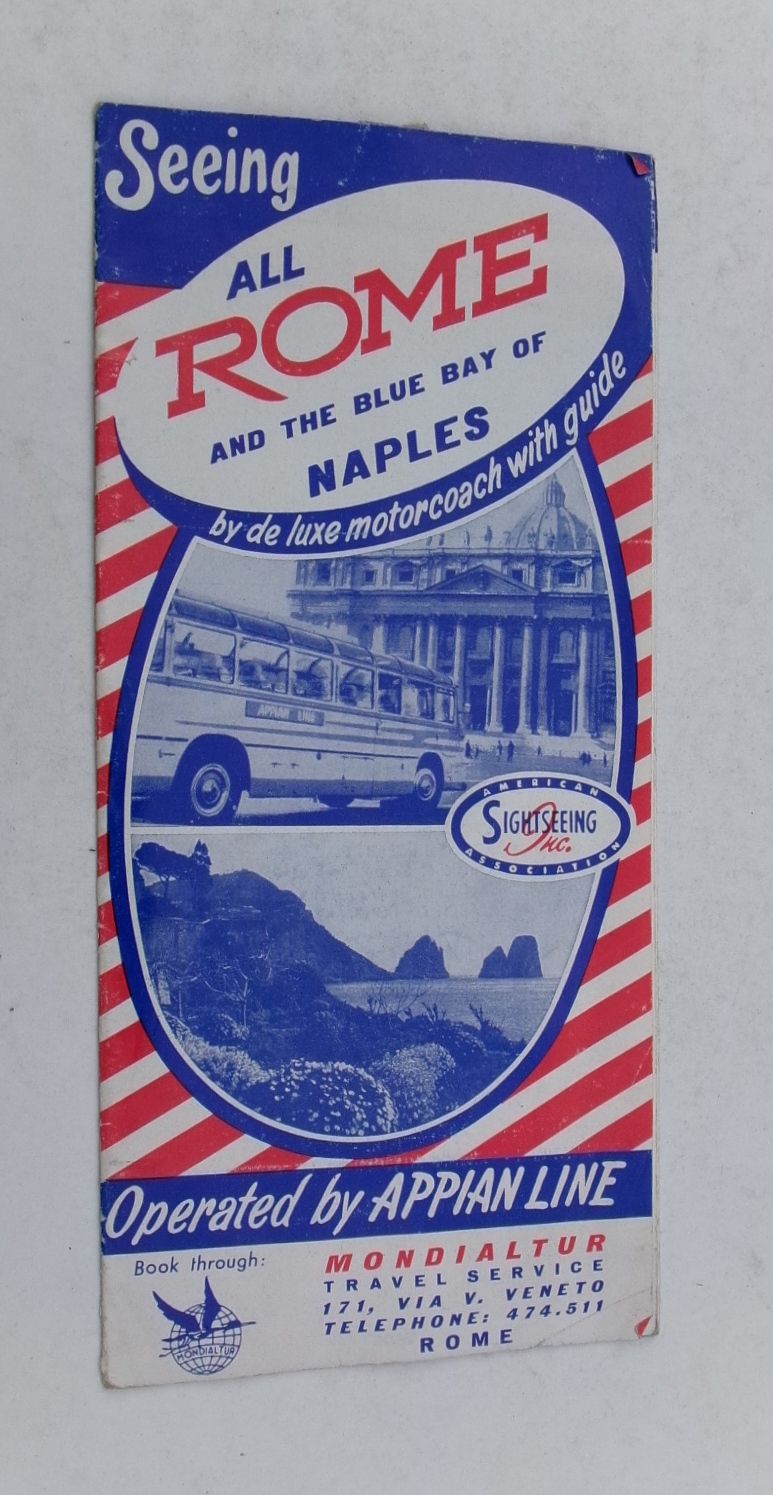 Seeing
ALL
ROME
AND THE BLUE BAY OF
NAPLES
by de luxe motorcoach with guide
APPIAN LINE
AMERICAN
SIGHTSEEING
Inc.
ASSOCIATION
Operated by APPIAN LINE
Book through:
MONDIALTUR
MONDIALTUR
TRAVEL SERVICE
171, VIA V. VENETO
TELEPHONE: 474.511
ROME